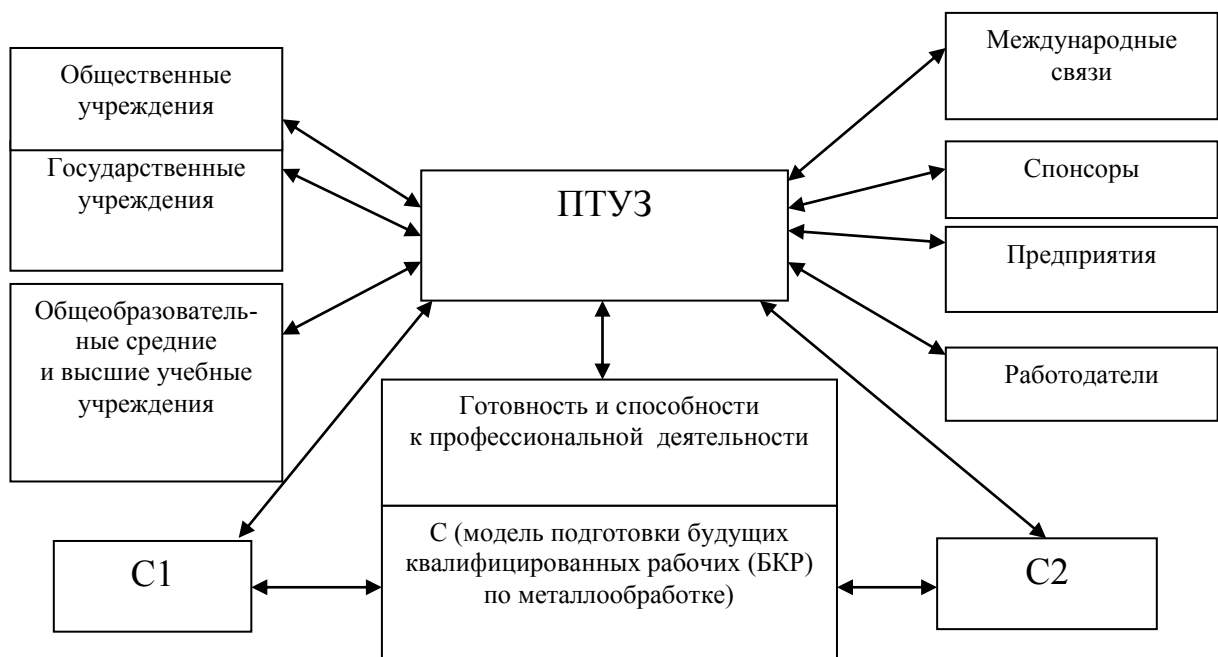 Общественные
учреждения
Государственные
учреждения
Общеобразователь-
ные средние
и высшие учебные
учреждения
ПТУЗ
Международные
связи
Спонсоры
Предприятия
Работодатели
Готовность и способности
к профессиональной деятельности
С (модель подготовки будущих
квалифицированных рабочих (БКР)
по металлообработке)
С1
С2